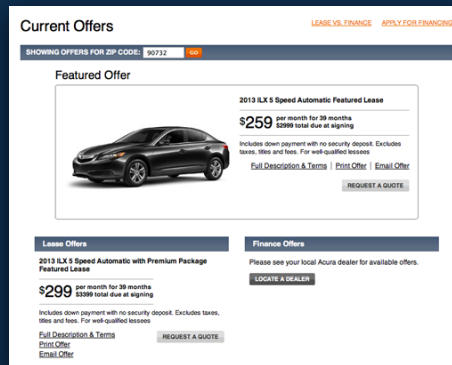 Current Offers
LEASE VS. FINANCE APPLY FOR FINANCING
SHOWING OFFERS FOR ZIP CODE: 90732 GO
Featured Offer
2013 ILX 5 Speed Automatic Featured Lease
$259 per month for 39 months
$2999 total due at signing
Includes down payment with no security deposit. Excludes
taxes, titles and fees. For well-qualified lessees
Full Description & Terms | Print Offer | Email Offer
REQUEST A QUOTE
Lease Offers
2013 ILX 5 Speed Automatic with Premium Package
Featured Lease
$299 per month for 39 months
$3399 total due at signing
Includes down payment with no security deposit. Excludes taxes,
titles and fees. For well-qualified lessees
Full Description & Terms
REQUEST A QUOTE
Print Offer
Email Offer
Finance Offers
Please see your local Acura dealer for available offers.
LOCATE A DEALER